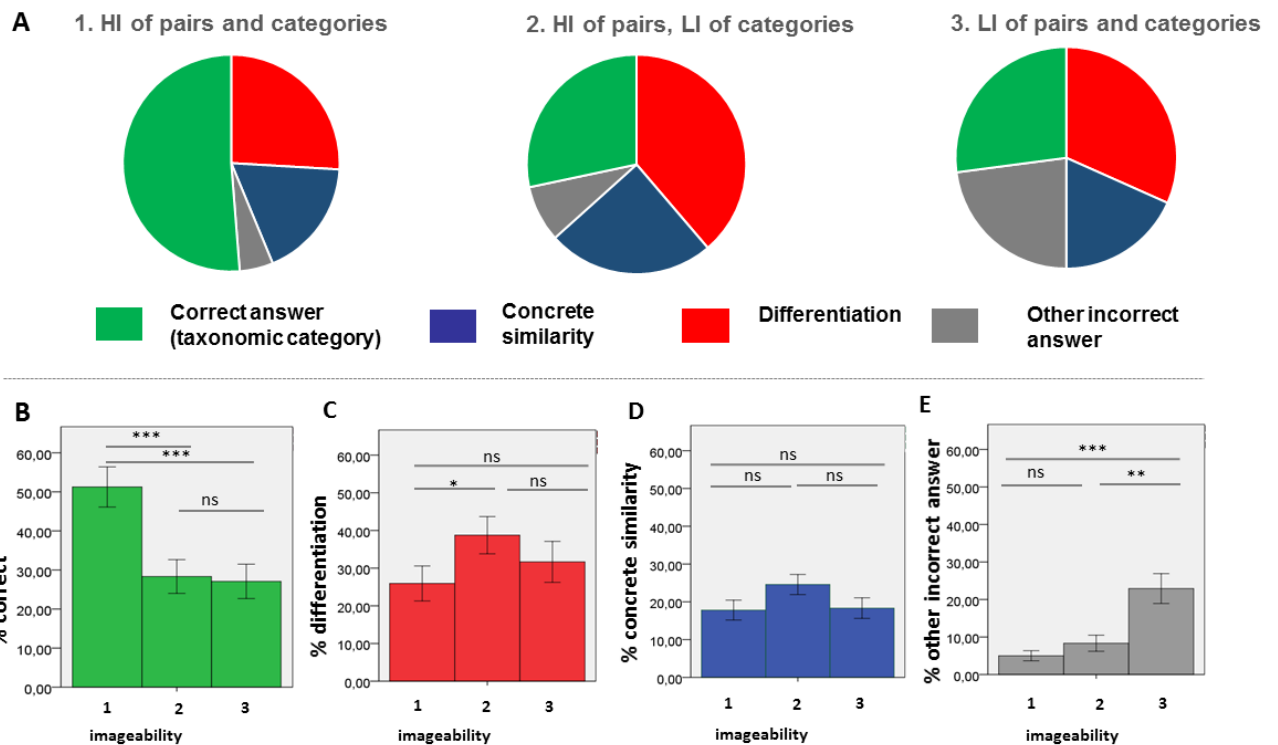 A
1. HI of pairs and categories
2. HI of pairs, LI of categories
3. LI of pairs and categories
Correct answer
(taxonomic category)
Concrete
similarity
Differentiation
Other incorrect
answer
B
% correct
60,00
50,00
40,00
30,00
20,00
10,00
0,00
***
***
ns
1 2 3
imageability
C
% differentiation
60,00
50,00
40,00
30,00
20,00
10,00
0,00
ns
*
ns
1 2 3
imageability
D
% concrete similarity
60,00
50,00
40,00
30,00
20,00
10,00
0,00
ns
ns
ns
1 2 3
imageability
E
% other incorrect answer
60,00
50,00
40,00
30,00
20,00
10,00
0,00
***
ns
**
1 2 3
imageability